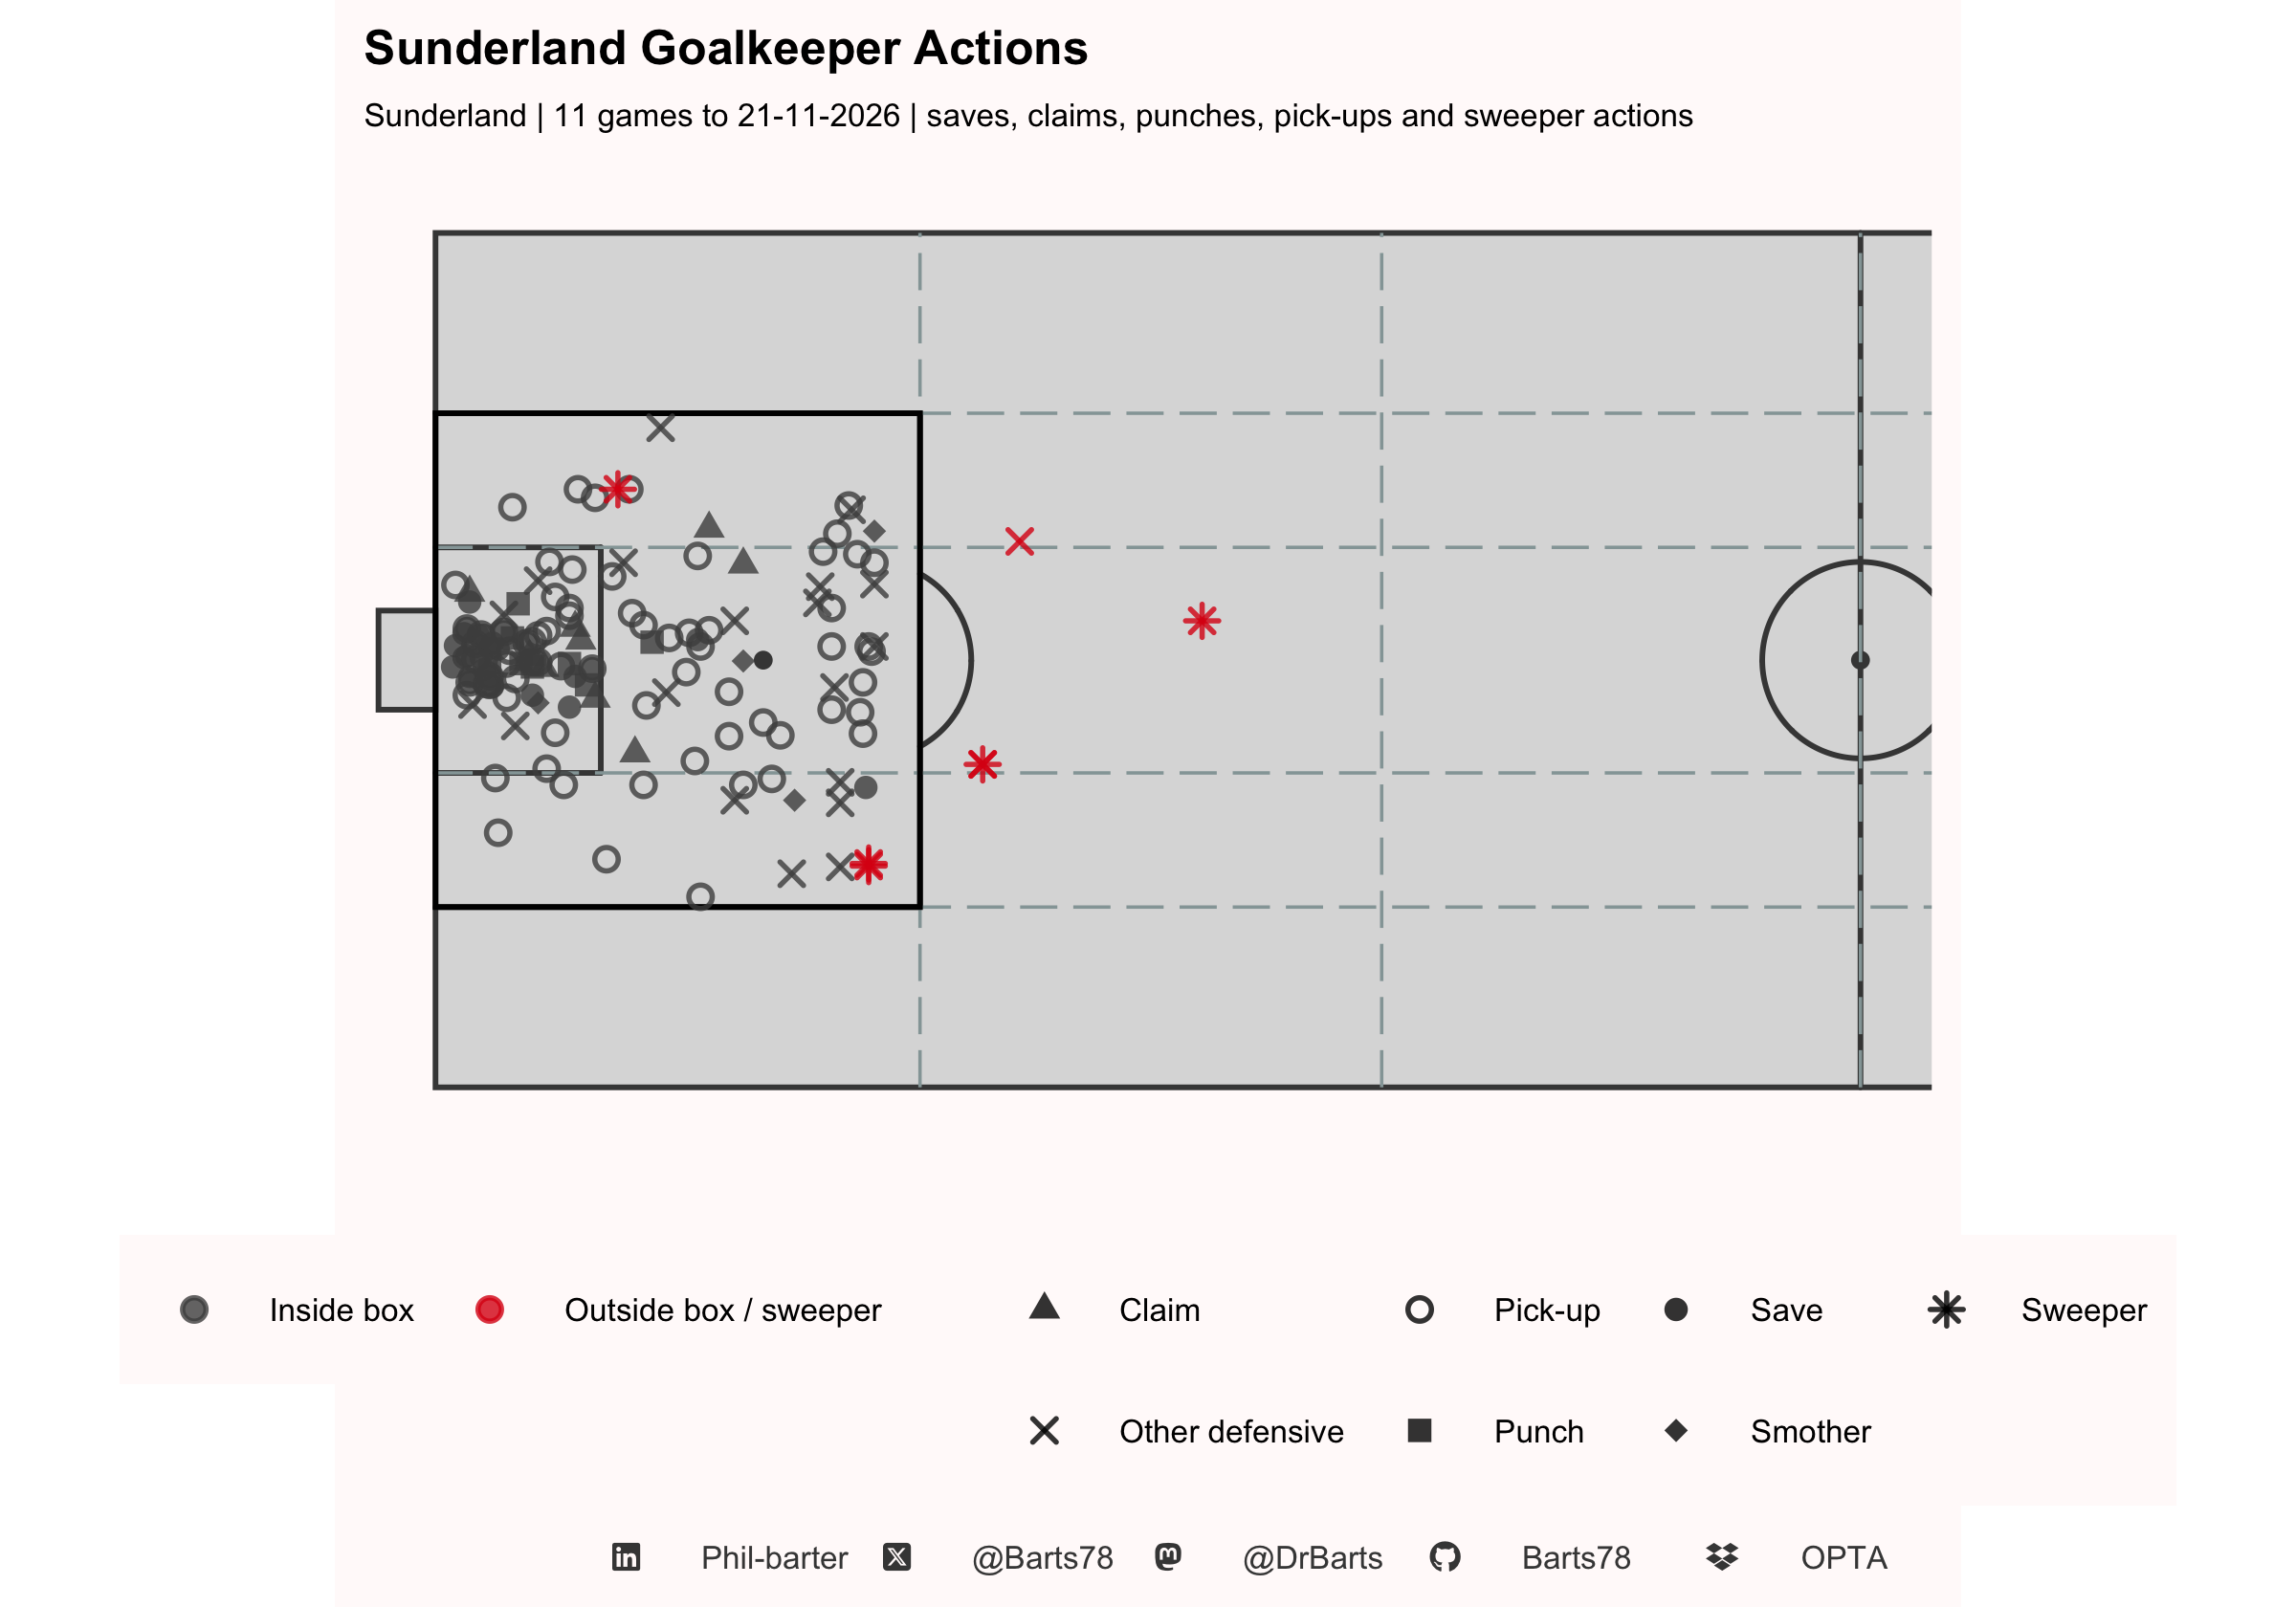 Sunderland Goalkeeper Actions
Sunderland | 11 games to 21-11-2026 | saves, claims, punches, pick-ups and sweeper actions
Inside box Outside box / sweeper Claim Pick-up Save Sweeper
Other defensive Punch Smother
Phil-barter @Barts78 @DrBarts Barts78 OPTA